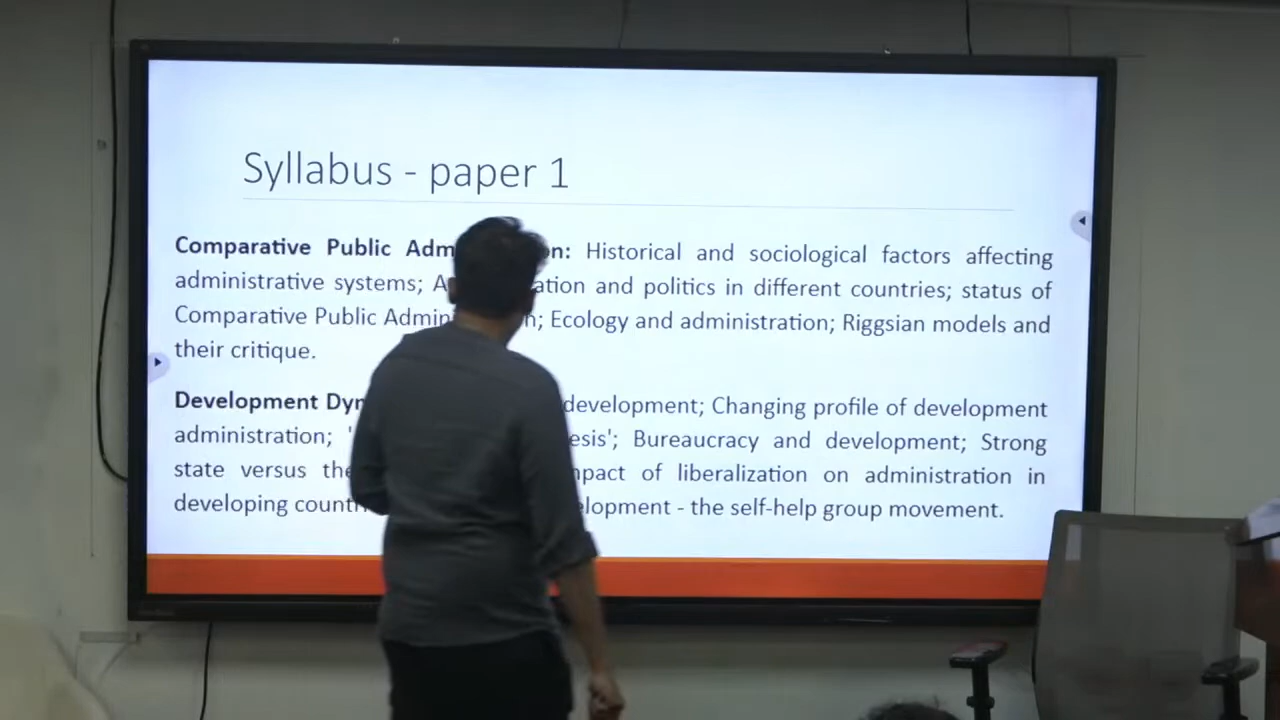 Syllabus - paper 1
Comparative Public Adm on: Historical and sociological factors affecting
administrative systems; A ation and politics in different countries; status of
Comparative Public Admin n; Ecology and administration; Riggsian models and
their critique.
Development Dyn development; Changing profile of development
administration; ' esis'; Bureaucracy and development; Strong
state versus the mpact of liberalization on administration in
developing countr elopment - the self-help group movement.